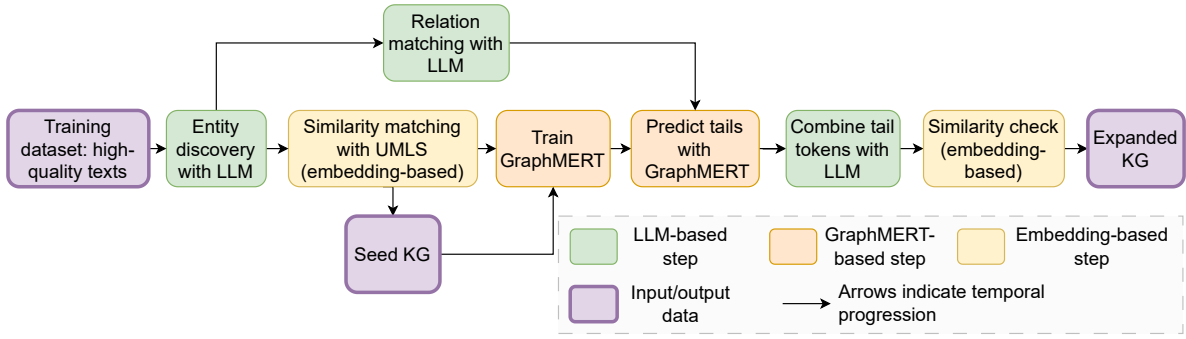 Relation
matching with
LLM
Training
dataset: high-
quality texts
Entity
discovery
with LLM
Similarity matching
with UMLS
(embedding-based)
Train
GraphMERT
Predict tails
with
GraphMERT
Combine tail
tokens with
LLM
Similarity check
(embedding-
based)
Expanded
KG
Seed KG
LLM-based
step
GraphMERT-
based step
Embedding-based
step
Input/output
data
Arrows indicate temporal
progression